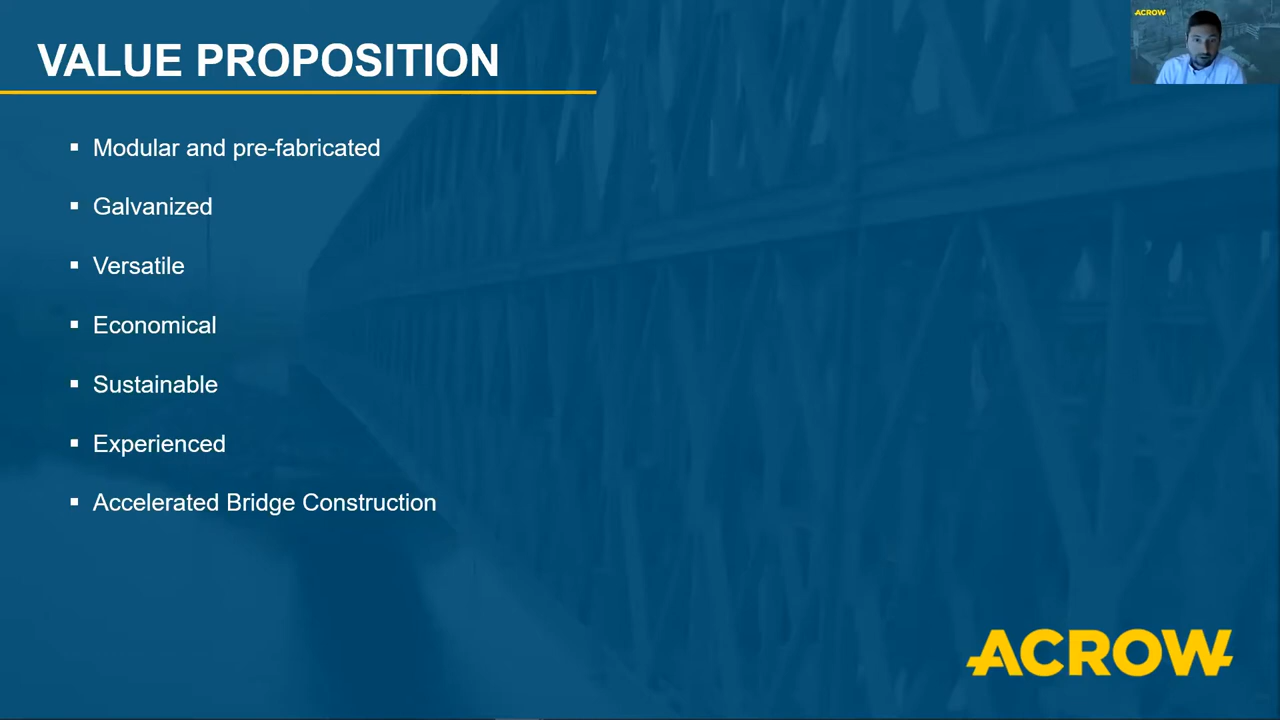 ACROW
VALUE PROPOSITION
▪ Modular and pre-fabricated
▪ Galvanized
▪ Versatile
▪ Economical
▪ Sustainable
▪ Experienced
▪ Accelerated Bridge Construction
ACROW